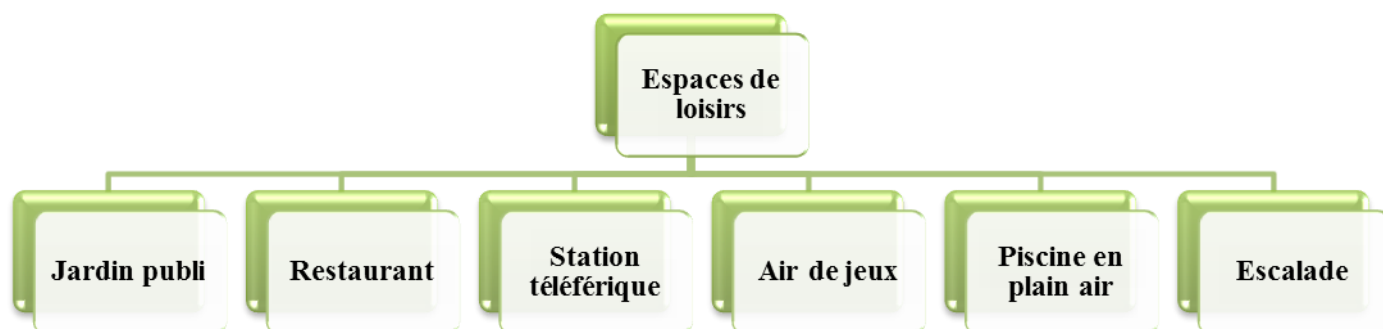 Espaces de
loisirs
Jardin publi
Restaurant
Station
téléférique
Air de jeux
Piscine en
plain air
Escalade